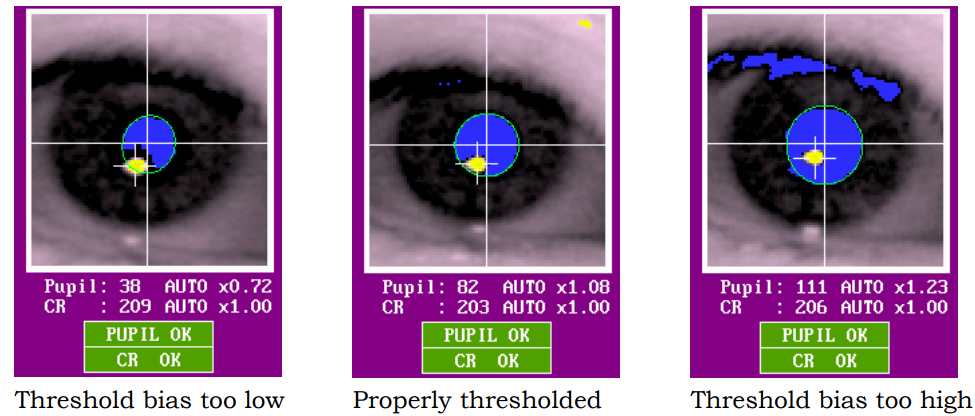 Pupil: 38 AUTO x0.72
CR : 209 AUTO x1.00
PUPIL OK
CR OK
Threshold bias too low
Pupil: 82 AUTO x1.08
CR : 203 AUTO x1.00
PUPIL OK
CR OK
Properly thresholded
Pupil: 111 AUTO x1.23
CR : 206 AUTO x1.00
PUPIL OK
CR OK
Threshold bias too high